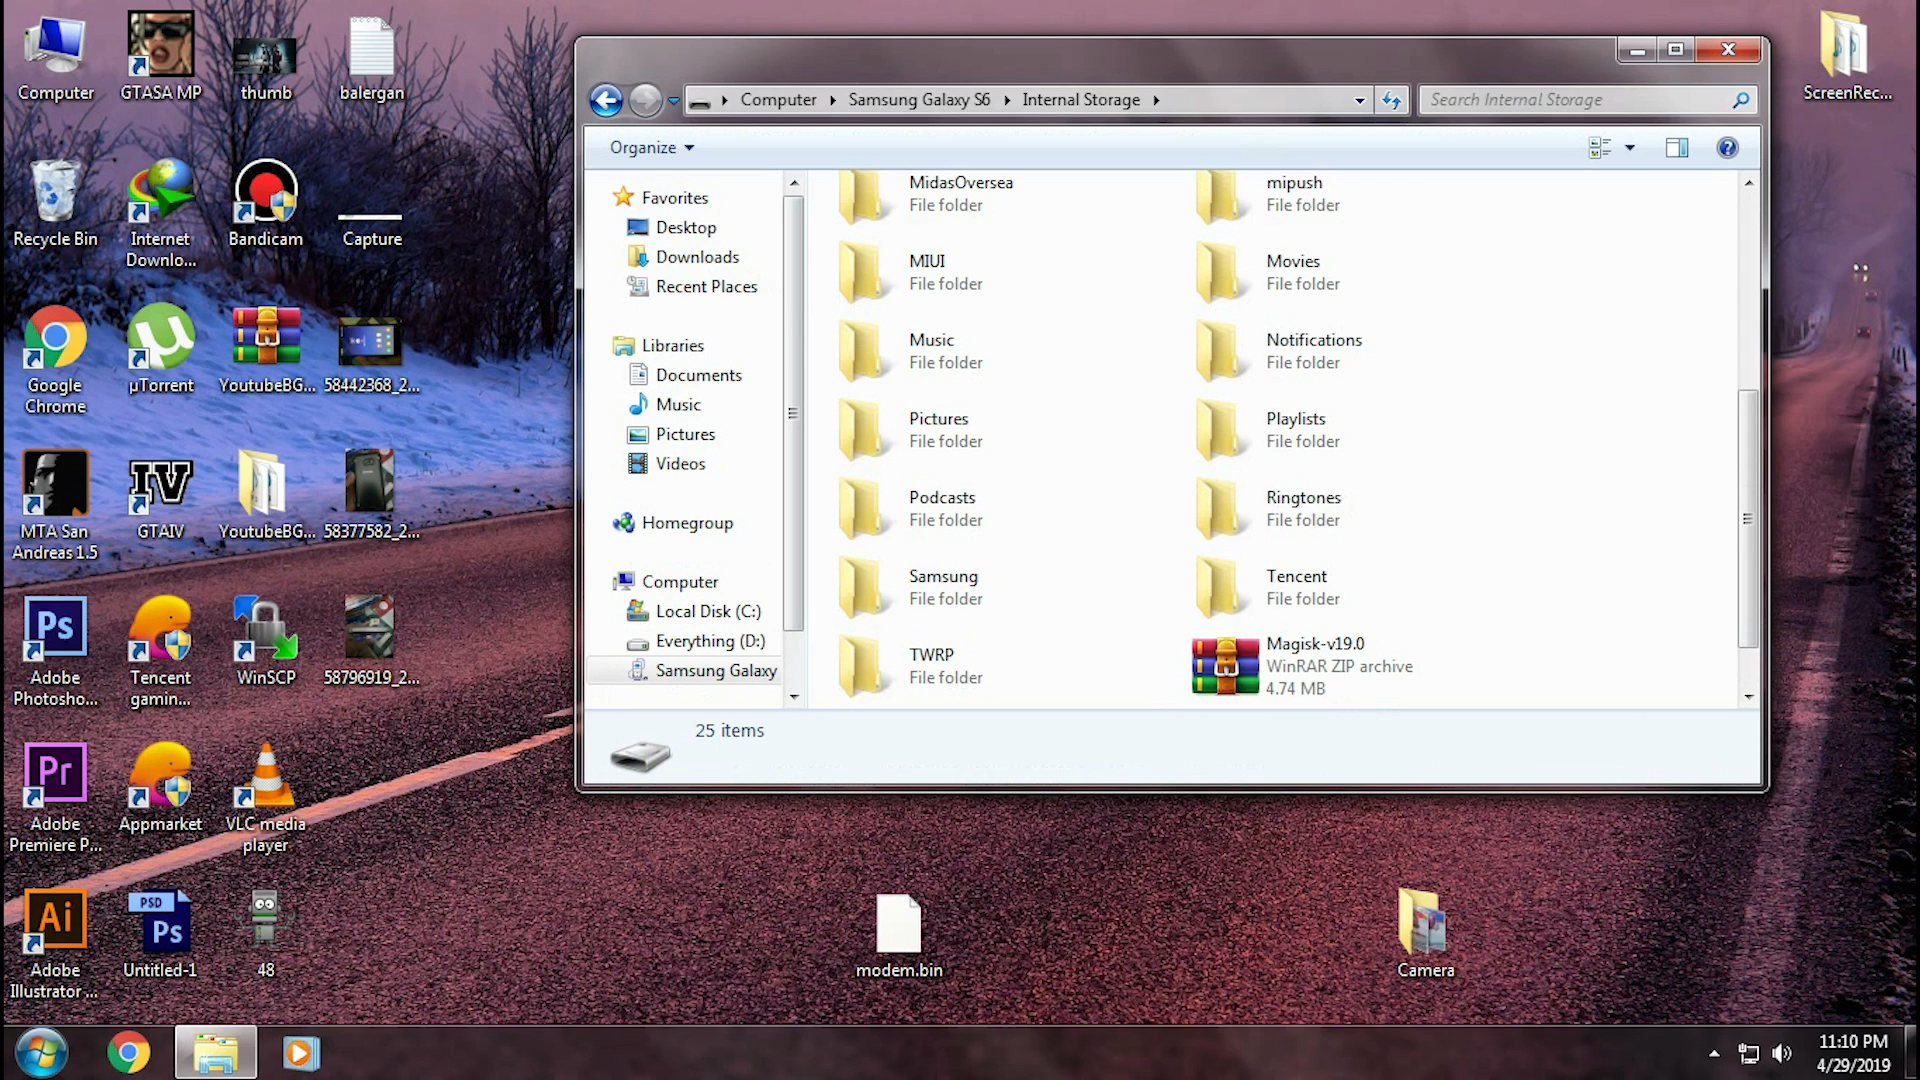 Computer
GTASA MP
thumb
balergan
Recycle Bin
Internet
Downlo...
Bandicam
Capture
Google
Chrome
µTorrent
YoutubeBG...
58442368_2...
MTA San
Andreas 1.5
IV
GTAIV
YoutubeBG...
58377582_2...
Ps
Adobe
Photosho...
Tencent
gamin...
WinSCP
58796919_2...
Pr
Adobe
Premiere P...
Appmarket
VLC media
player
Ai
Adobe
Illustrator ...
PSD
Ps
Untitled-1
48
modem.bin
Camera
ScreenRec...
Computer
Samsung Galaxy S6
Internal Storage
Search Internal Storage
Organize
Favorites
Desktop
Downloads
Recent Places
Libraries
Documents
Music
Pictures
Videos
Homegroup
Computer
Local Disk (C:)
Everything (D:)
Samsung Galaxy
MidasOversea
File folder
mipush
File folder
MIUI
File folder
Movies
File folder
Music
File folder
Notifications
File folder
Pictures
File folder
Playlists
File folder
Podcasts
File folder
Ringtones
File folder
Samsung
File folder
Tencent
File folder
TWRP
File folder
Magisk-v19.0
WinRAR ZIP archive
4.74 MB
25 items
11:10 PM
4/29/2019